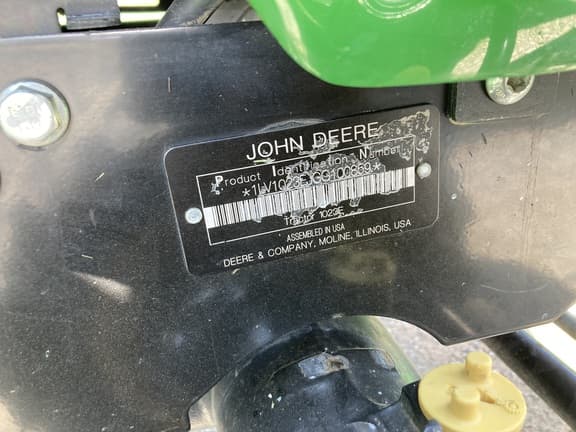 JOHN DEERE
Product Identification Number
Tractor 1023E
ASSEMBLED IN USA
DEERE & COMPANY, MOLINE, ILLINOIS, USA